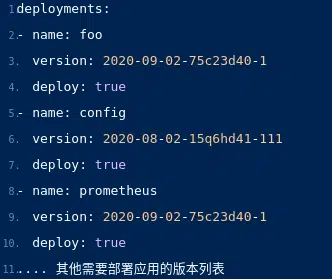 1. deployments:
2. - name: foo
3.   version: 2020-09-02-75c23d40-1
4.   deploy: true
5. - name: config
6.   version: 2020-08-02-15q6hd41-111
7.   deploy: true
8. - name: prometheus
9.   version: 2020-09-02-75c23d40-1
10.   deploy: true
11. .... 其他需要部署应用的版本列表